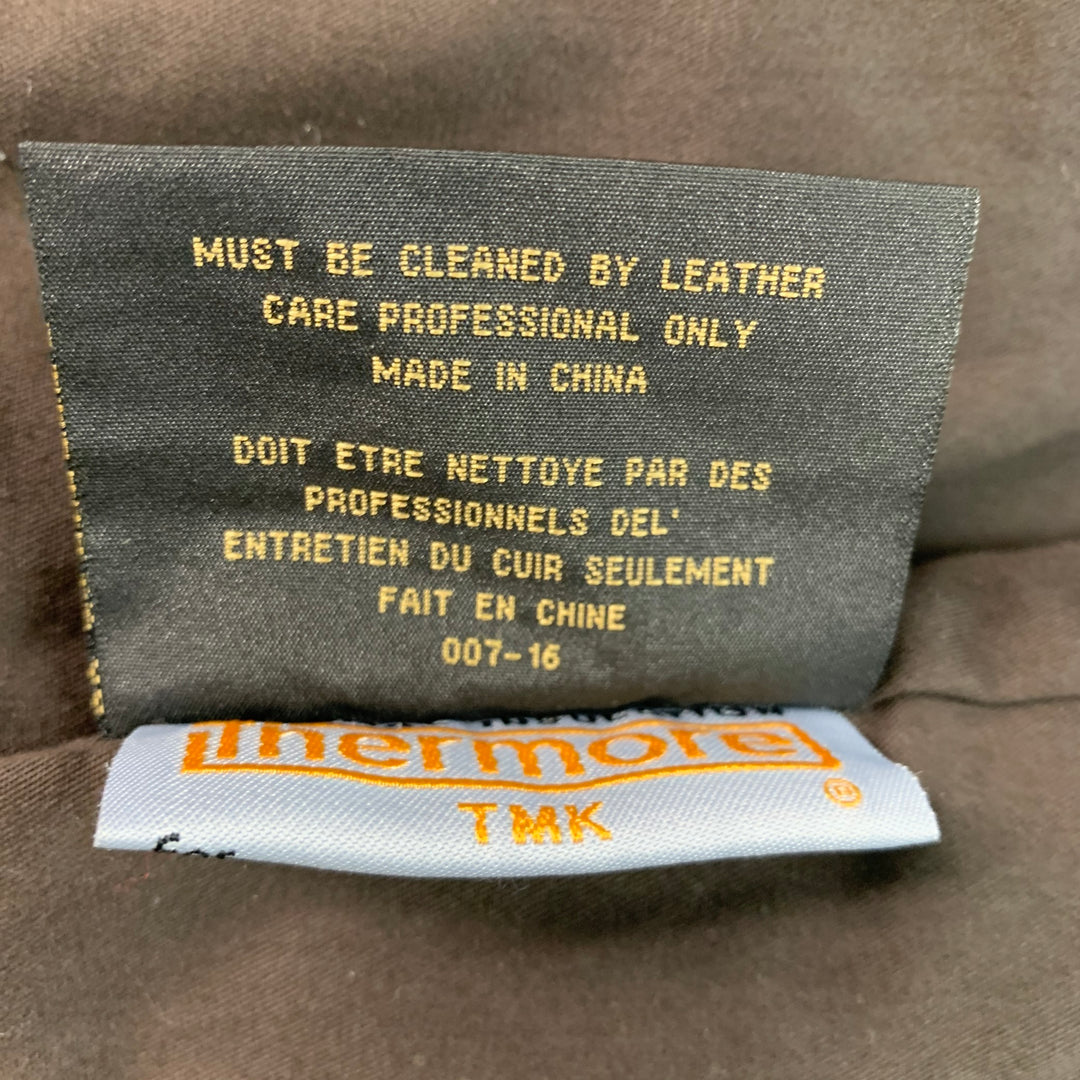 MUST BE CLEANED BY LEATHER
CARE PROFESSIONAL ONLY
MADE IN CHINA
DOIT ETRE NETTOYE PAR DES
PROFESSIONNELS DEL'
ENTRETIEN DU CUIR SEULEMENT
FAIT EN CHINE
007-16
thermore
®
TMK